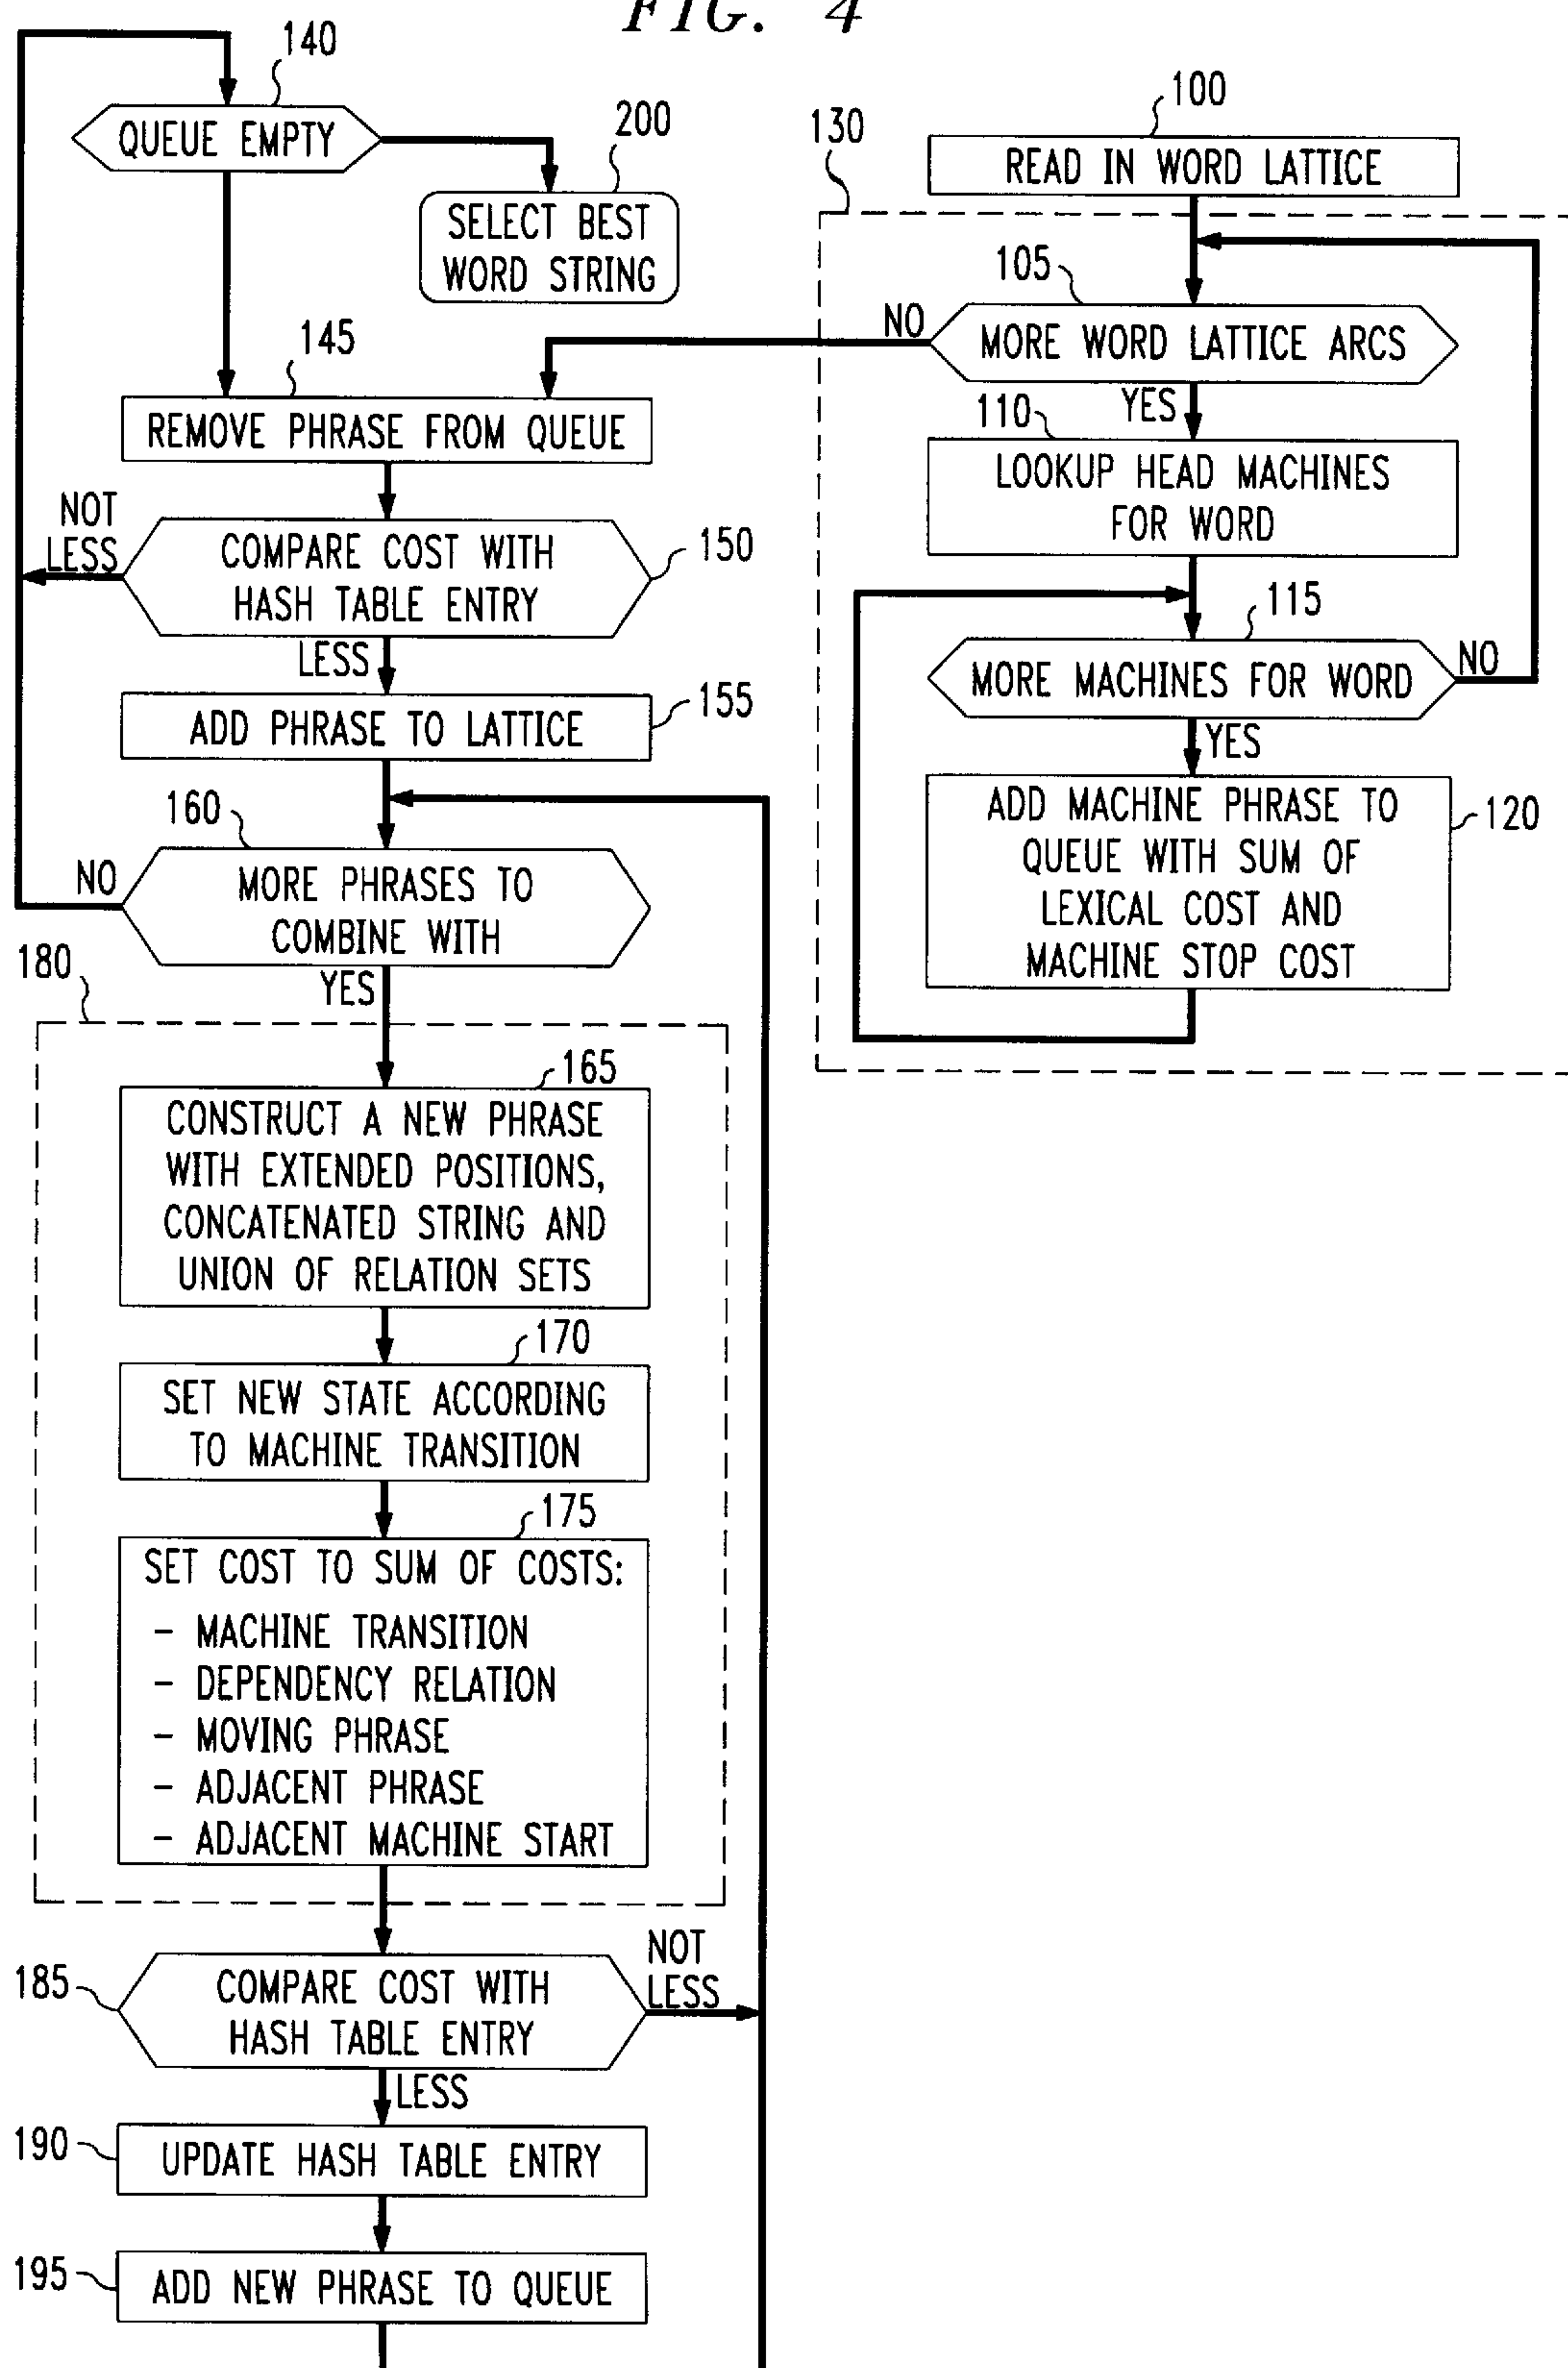 FIG. 4
140
QUEUE EMPTY
200
SELECT BEST
WORD STRING
145
REMOVE PHRASE FROM QUEUE
NOT
LESS
COMPARE COST WITH
HASH TABLE ENTRY
150
LESS
ADD PHRASE TO LATTICE
155
160
NO
MORE PHRASES TO
COMBINE WITH
180
YES
165
CONSTRUCT A NEW PHRASE
WITH EXTENDED POSITIONS,
CONCATENATED STRING AND
UNION OF RELATION SETS
170
SET NEW STATE ACCORDING
TO MACHINE TRANSITION
175
SET COST TO SUM OF COSTS:
- MACHINE TRANSITION
- DEPENDENCY RELATION
- MOVING PHRASE
- ADJACENT PHRASE
- ADJACENT MACHINE START
185
COMPARE COST WITH
HASH TABLE ENTRY
NOT
LESS
LESS
190
UPDATE HASH TABLE ENTRY
195
ADD NEW PHRASE TO QUEUE
100
130
READ IN WORD LATTICE
105
NO
MORE WORD LATTICE ARCS
YES
110
LOOKUP HEAD MACHINES
FOR WORD
115
MORE MACHINES FOR WORD
NO
YES
ADD MACHINE PHRASE TO
QUEUE WITH SUM OF
LEXICAL COST AND
MACHINE STOP COST
120